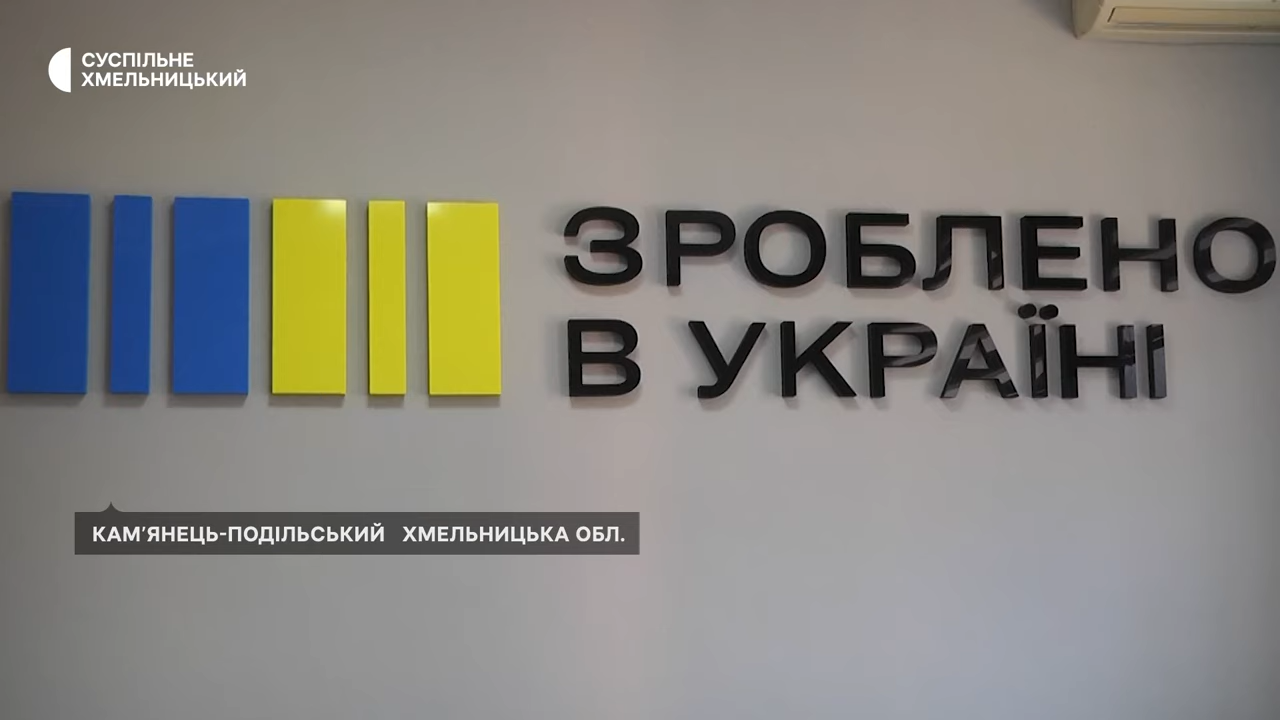 СУСПІЛЬНЕ
ХМЕЛЬНИЦЬКИЙ
ЗРОБЛЕНО
В УКРАЇНІ
КАМ’ЯНЕЦЬ-ПОДІЛЬСЬКИЙ ХМЕЛЬНИЦЬКА ОБЛ.